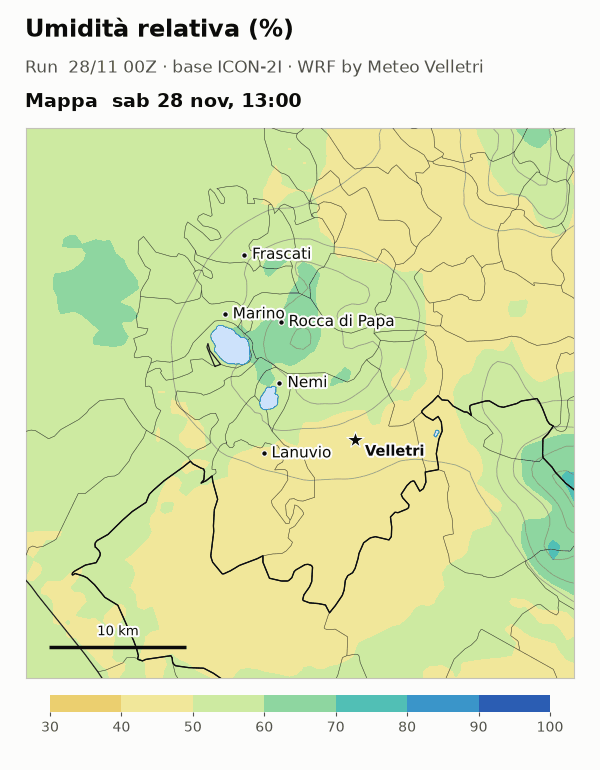 Umidità relativa (%)
Run  28/11 00Z · base ICON-2I · WRF by Meteo Velletri
Mappa  sab 28 nov, 13:00
Frascati
Marino
Rocca di Papa
Nemi
Velletri
Lanuvio
10 km
30 40 50 60 70 80 90 100